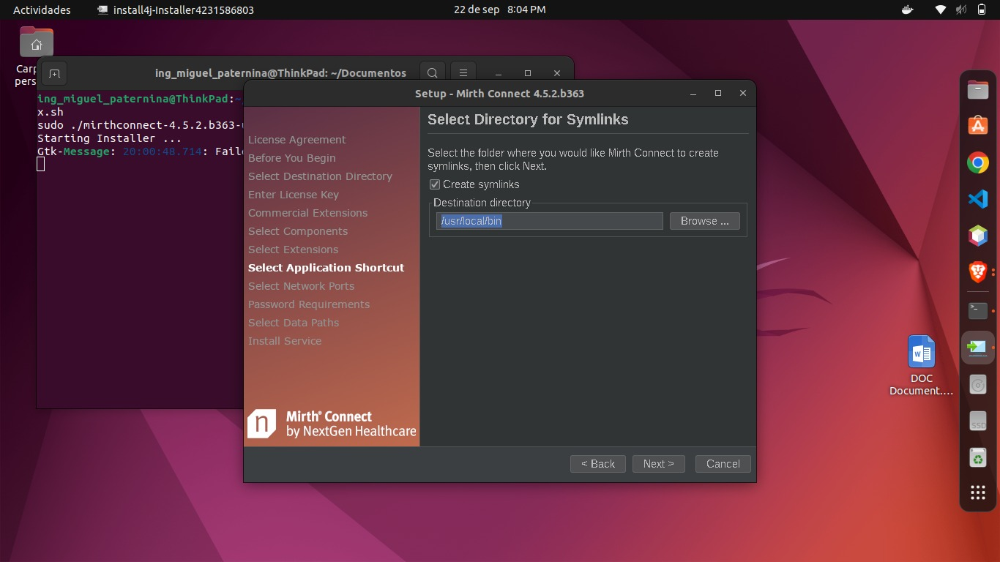 Actividades
install4j-Installer4231586803
22 de sep 8:04 PM
Carp
pers
ing_miguel_paternina@ThinkPad: ~/Documentos
ing_miguel_paternina@ThinkPad:~
x.sh
sudo ./mirthconnect-4.5.2.b363-u
Starting Installer ...
Gtk-Message: 20:00:48.714: Faile
Setup - Mirth Connect 4.5.2.b363
License Agreement
Before You Begin
Select Destination Directory
Enter License Key
Commercial Extensions
Select Components
Select Extensions
Select Application Shortcut
Select Network Ports
Password Requirements
Select Data Paths
Install Service
n
Mirth® Connect
by NextGen Healthcare
Select Directory for Symlinks
Select the folder where you would like Mirth Connect to create
symlinks, then click Next.
Create symlinks
Destination directory
/usr/local/bin
Browse ...
< Back
Next >
Cancel
W
DOC
Document....
SSD